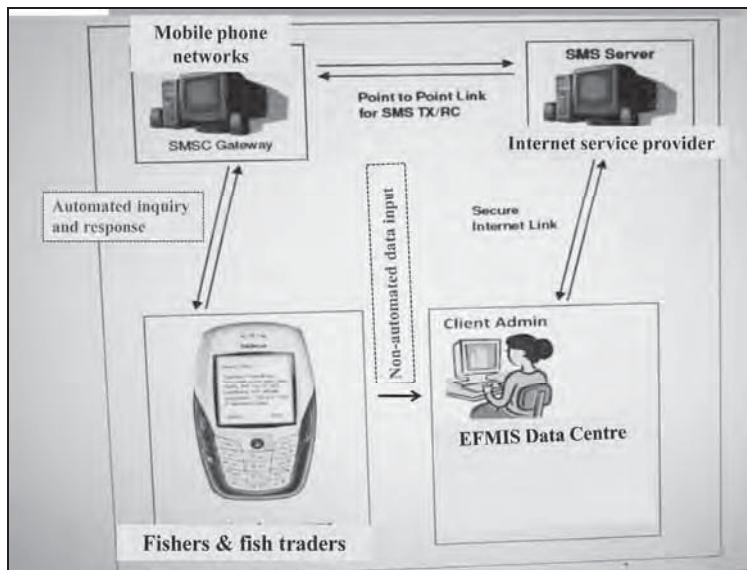 Mobile phone
networks
SMSC Gateway
SMS Server
Internet service provider
Point to Point Link
for SMS TX/RC
Automated inquiry
and response
Non-automated data input
Secure
Internet Link
Client Admin
EFMIS Data Centre
Fishers & fish traders